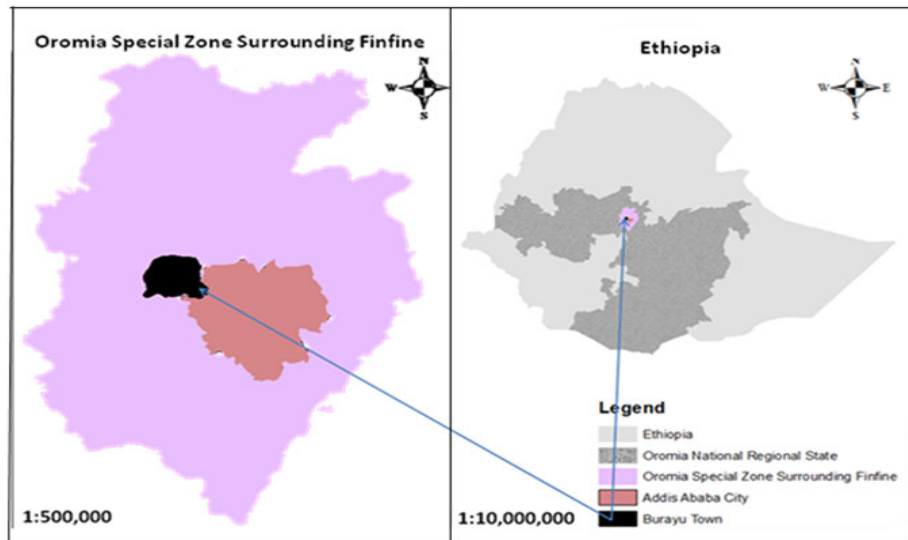 Oromia Special Zone Surrounding Finfine
N
W
S
1:500,000
Ethiopia
N
W E
S
Legend
Ethiopia
Oromia National Regional State
Oromia Special Zone Surrounding Finfine
Addis Ababa City
Burayu Town
1:10,000,000